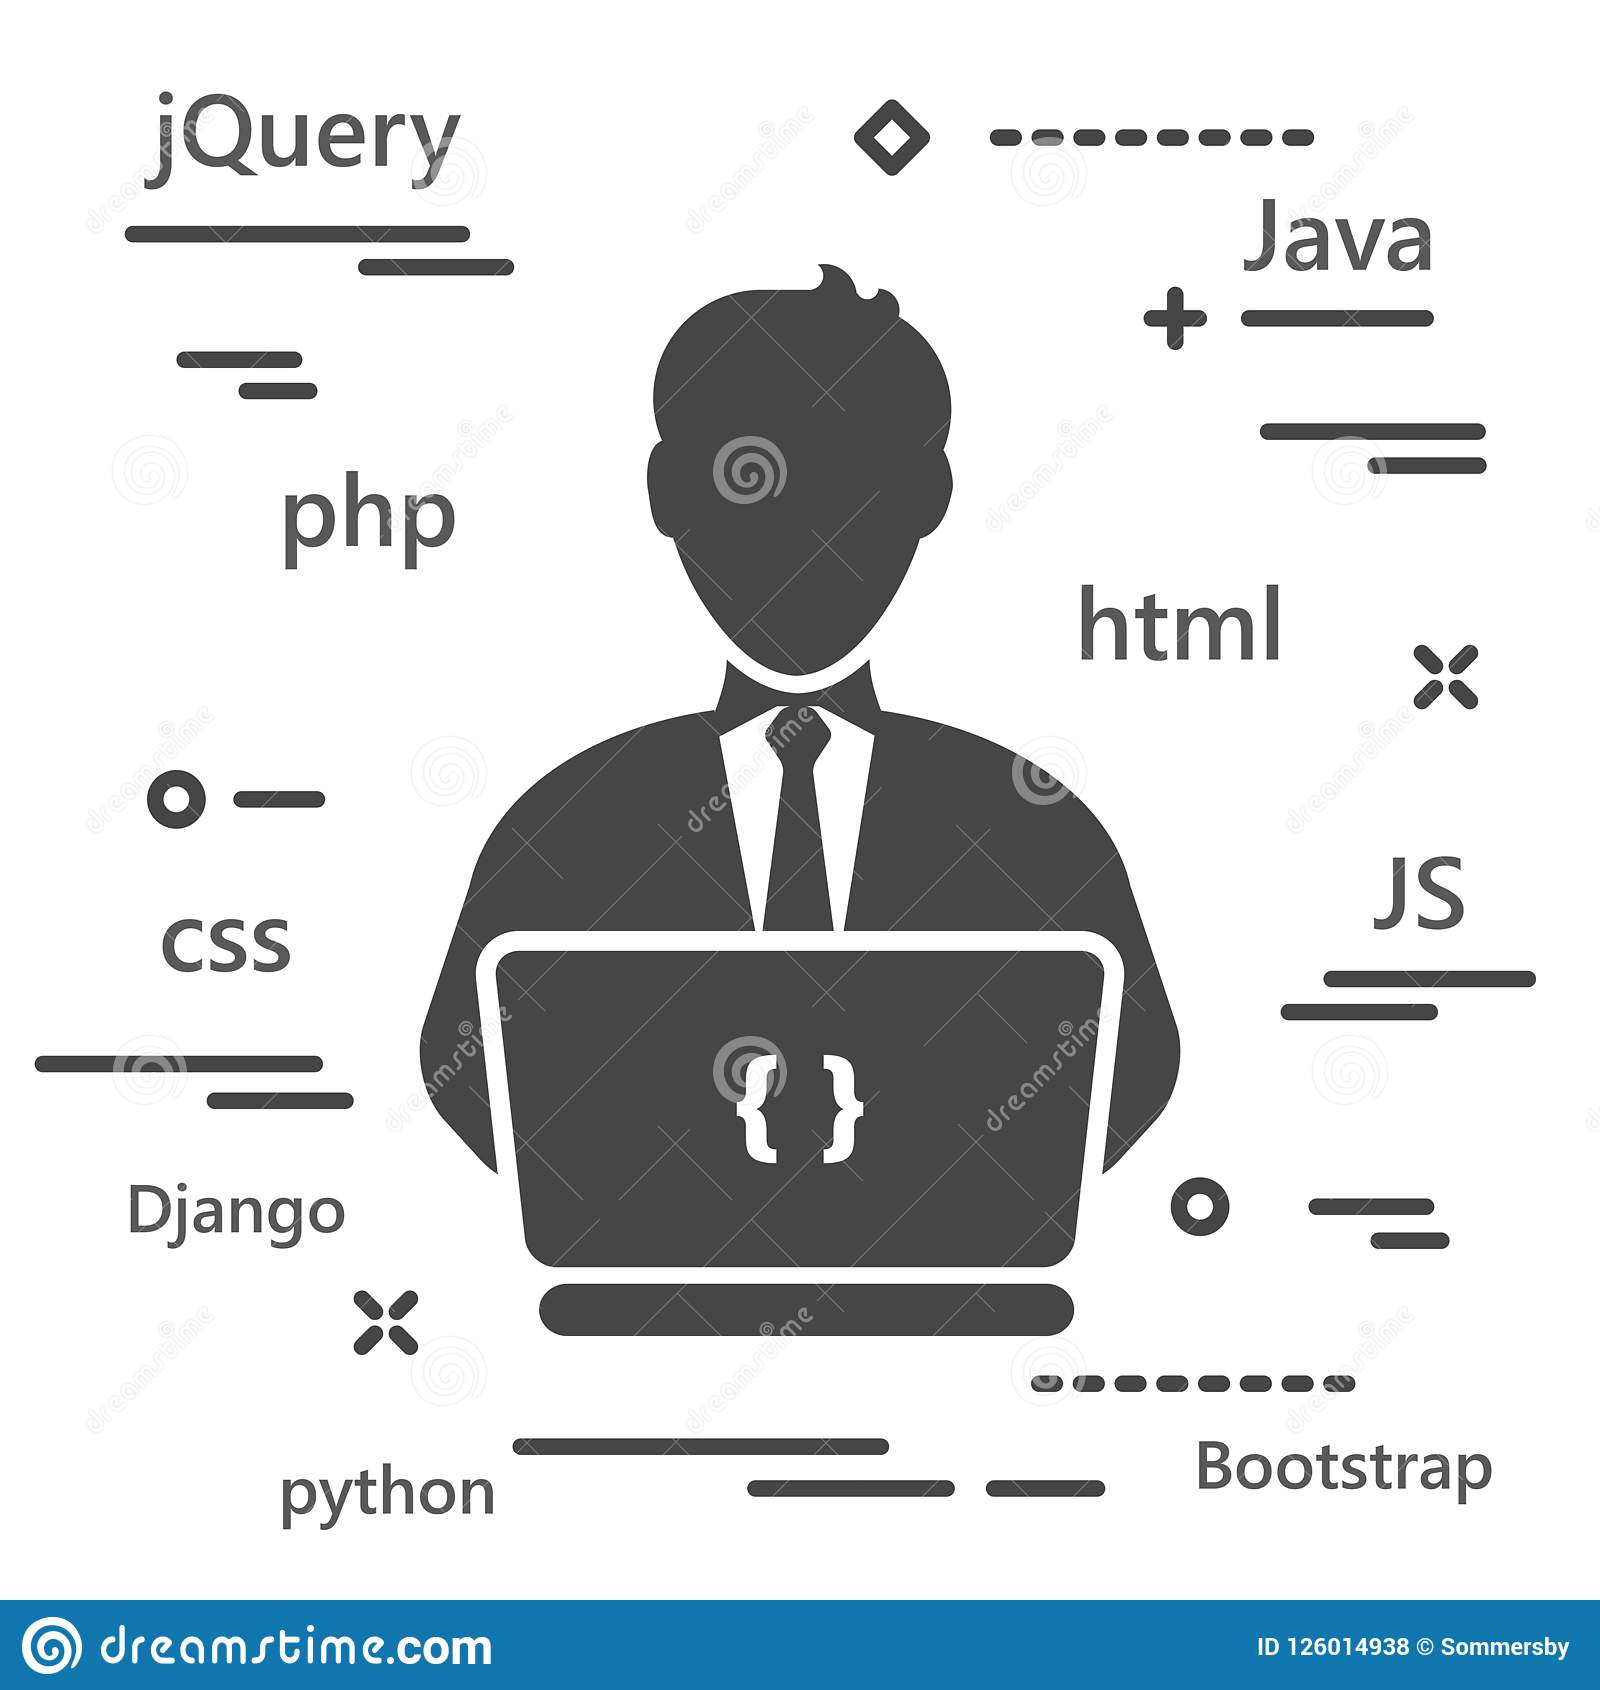 jQuery
Java
php
html
JS
css
{ }
Django
python
Bootstrap
dreamstime.com
ID 126014938 © Sommersby